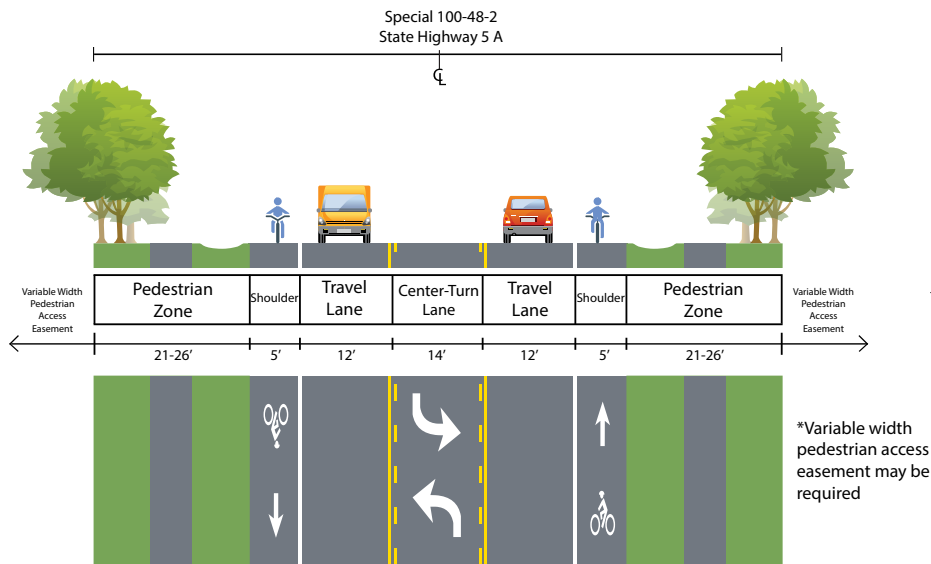 Special 100-48-2
State Highway 5 A
℄
Variable Width
Pedestrian
Access
Easement
Pedestrian
Zone
Shoulder
Travel
Lane
Center-Turn
Lane
Travel
Lane
Shoulder
Pedestrian
Zone
Variable Width
Pedestrian
Access
Easement
21-26′
5′
12′
14′
12′
5′
21-26′
*Variable width
pedestrian access
easement may be
required